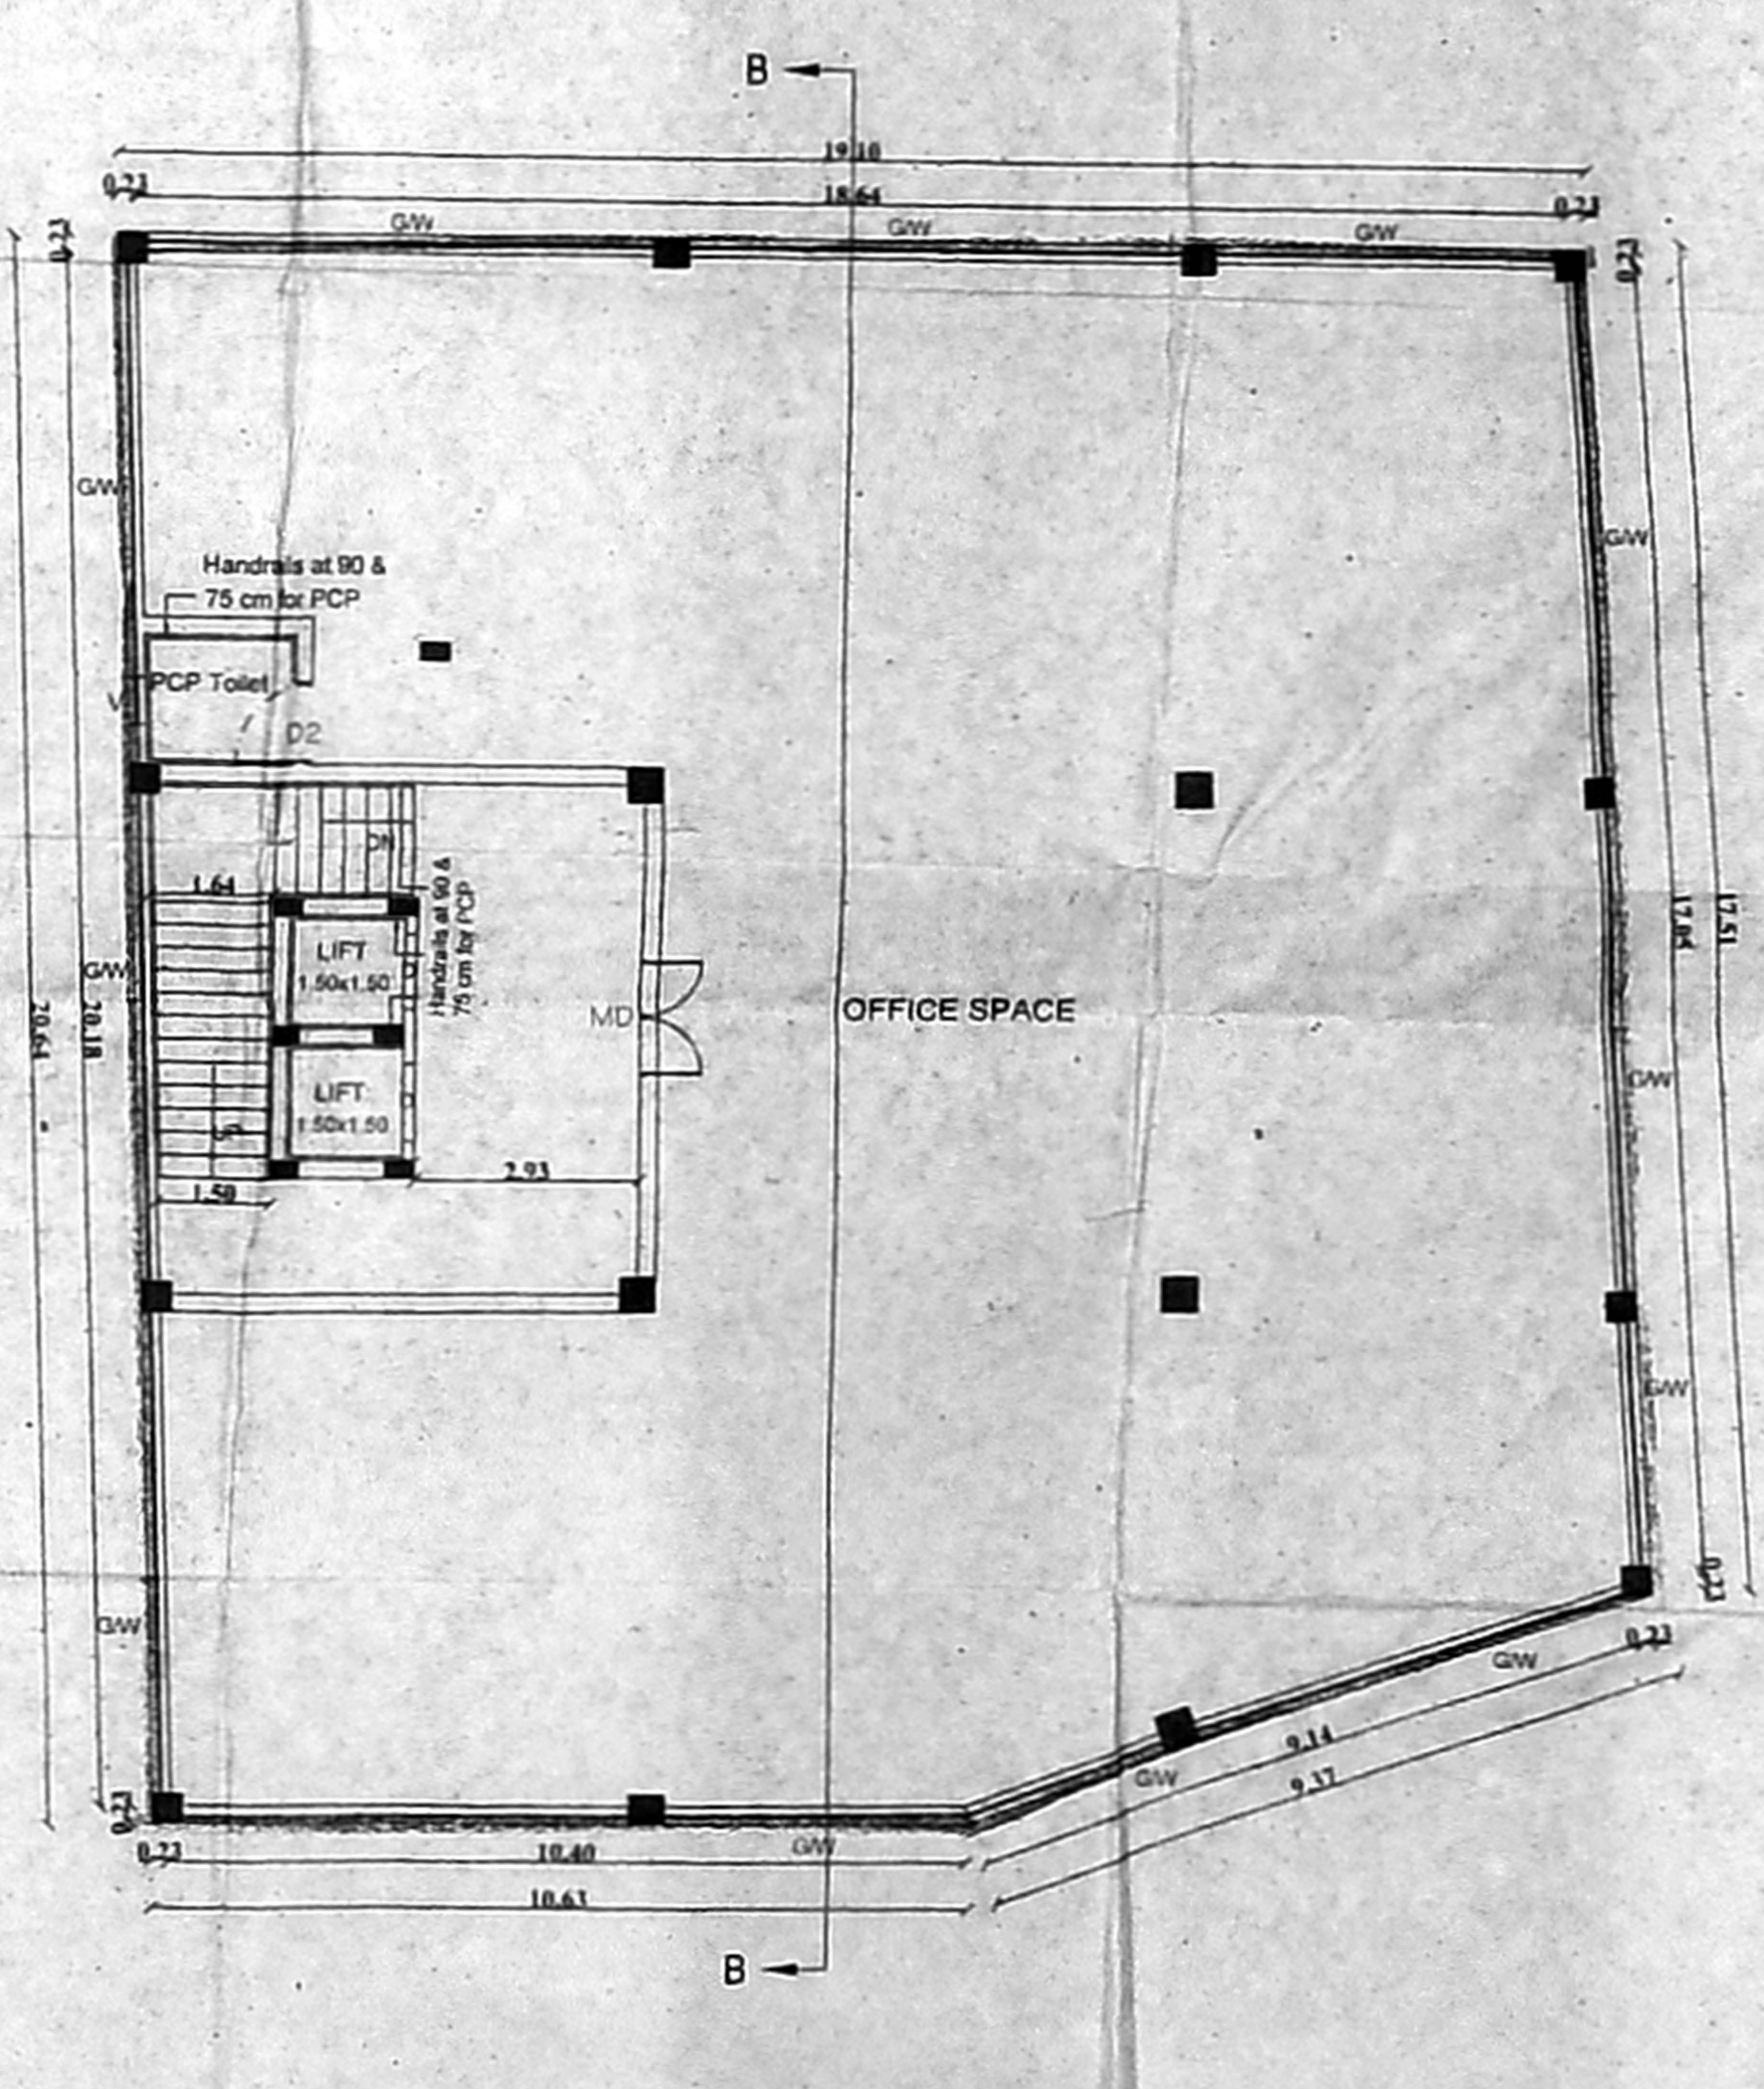 B
19.10
0.23
18.64
0.23
G/W
G/W
G/W
0.23
0.23
G/W
G/W
Handrails at 90 &
75 cm for PCP
PCP Toilet
V
D2
DN
1.64
Handrails at 90 &
75 cm for PCP
LIFT
1.50x1.50
G/W
20.64
20.18
MD
OFFICE SPACE
17.05
17.51
G/W
LIFT
1.50x1.50
UP
2.93
1.50
G/W
G/W
0.23
0.23
G/W
9.14
G/W
9.37
0.23
0.23
10.40
G/W
10.63
B